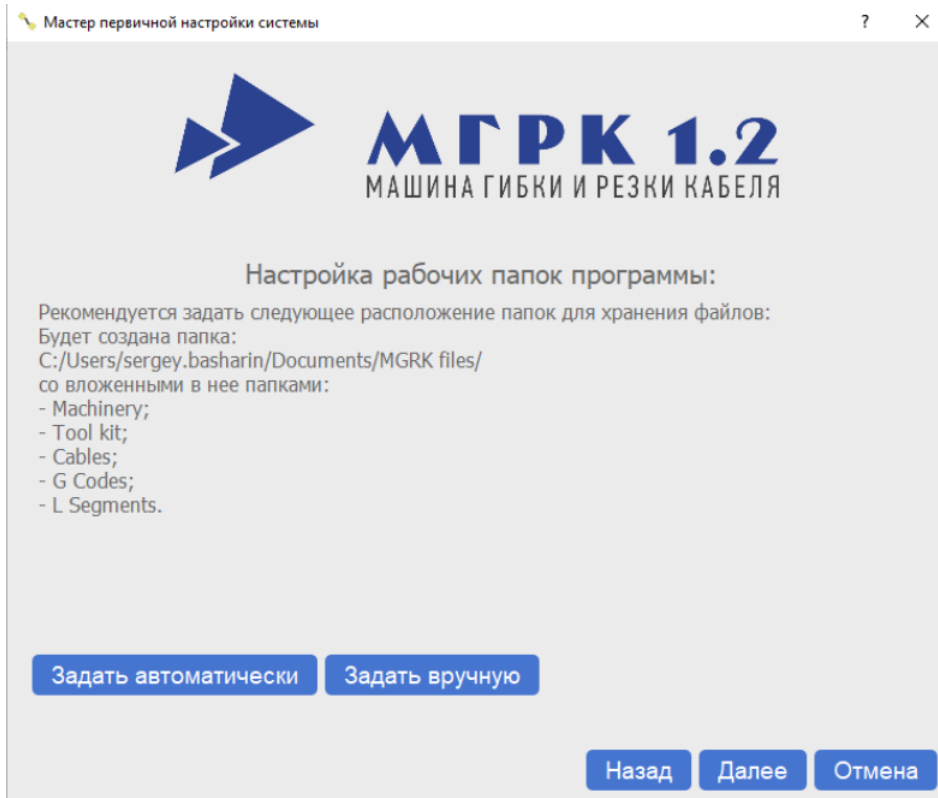 Мастер первичной настройки системы
?
МГРК 1.2
МАШИНА ГИБКИ И РЕЗКИ КАБЕЛЯ
Настройка рабочих папок программы:
Рекомендуется задать следующее расположение папок для хранения файлов:
Будет создана папка:
C:/Users/sergey.basharin/Documents/MGRK files/
со вложенными в нее папками:
- Machinery;
- Tool kit;
- Cables;
- G Codes;
- L Segments.
Задать автоматически Задать вручную
Назад Далее Отмена